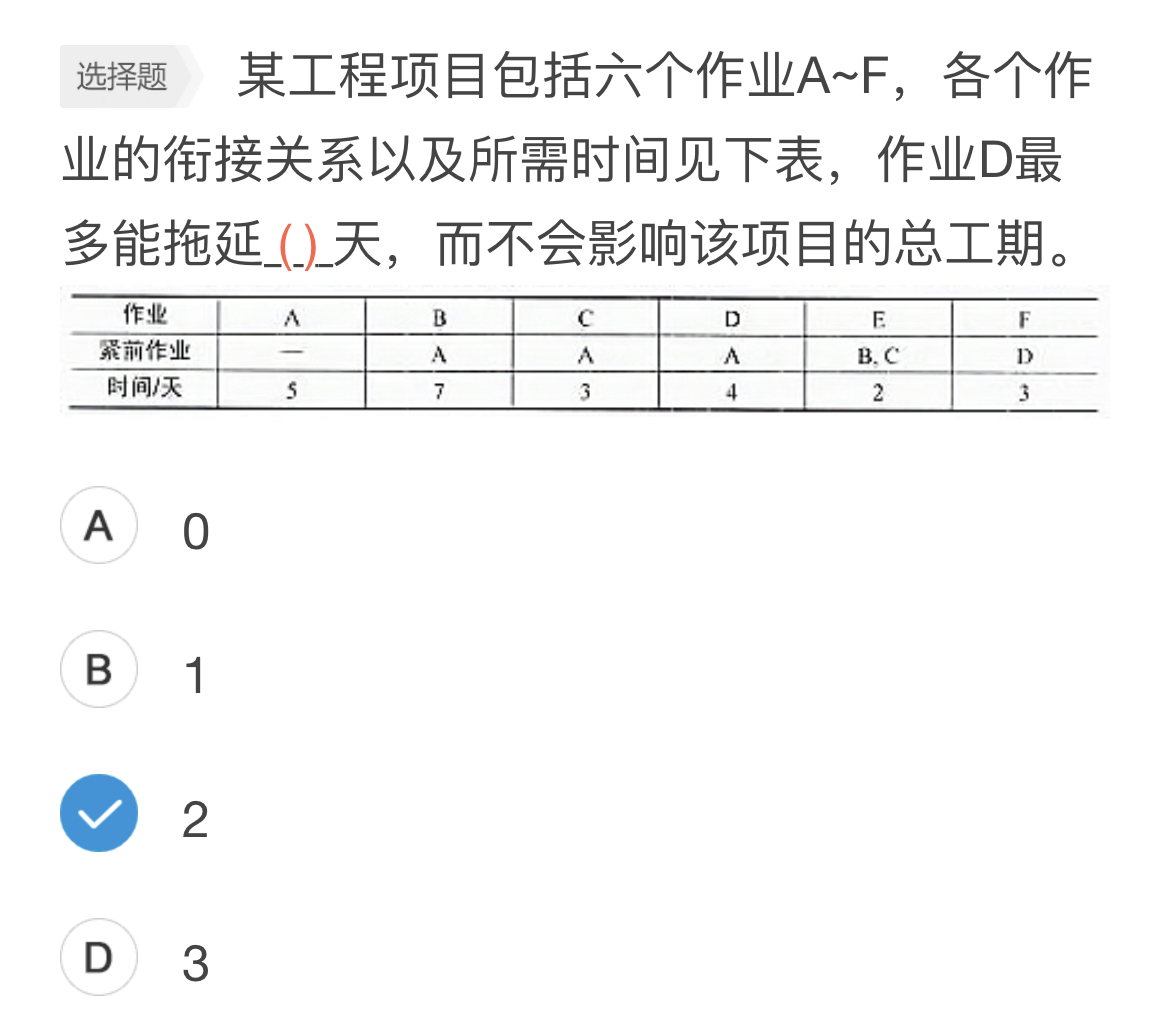 选择题 某工程项目包括六个作业A~F，各个作
业的衔接关系以及所需时间见下表，作业D最
多能拖延_(_)_天，而不会影响该项目的总工期。
作业 A B C D E F
紧前作业 — A A A B, C D
时间/天 5 7 3 4 2 3
A 0
B 1
2
D 3